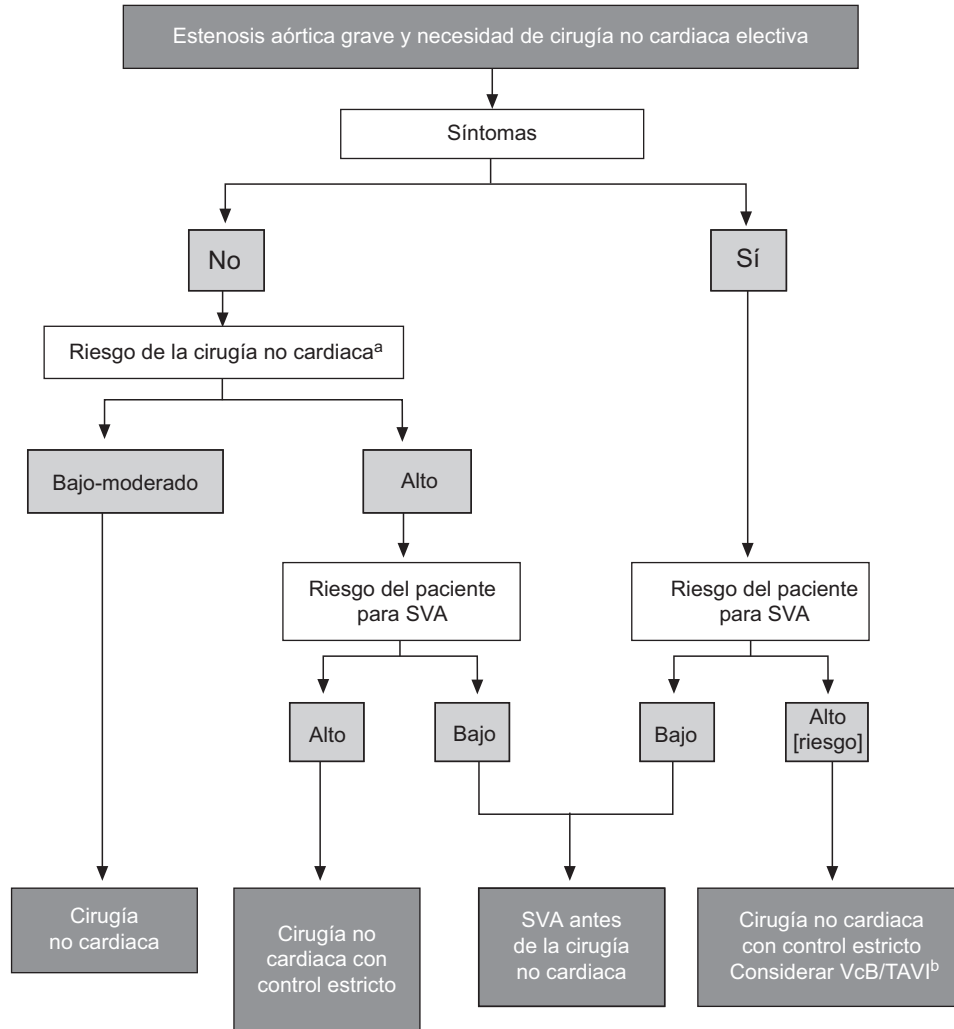 Estenosis aórtica grave y necesidad de cirugía no cardiaca electiva
Síntomas
No
Sí
Riesgo de la cirugía no cardiacaª
Bajo-moderado
Alto
Riesgo del paciente
para SVA
Riesgo del paciente
para SVA
Alto
Bajo
Bajo
Alto
[riesgo]
Cirugía
no cardiaca
Cirugía no
cardiaca con
control estricto
SVA antes
de la cirugía
no cardiaca
Cirugía no cardiaca
con control estricto
Considerar VcB/TAVIᵇ